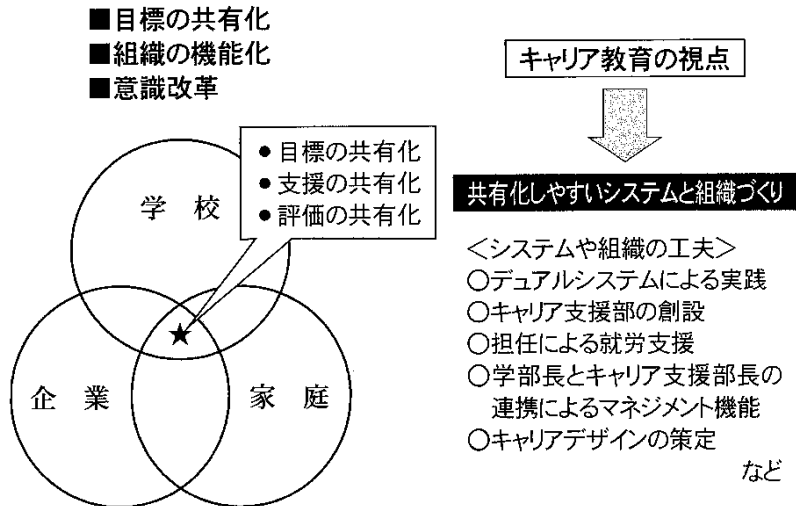 ■目標の共有化
■組織の機能化
■意識改革
●目標の共有化
●支援の共有化
●評価の共有化
学 校
★
企 業
家 庭
キャリア教育の視点
共有化しやすいシステムと組織づくり
<システムや組織の工夫>
○デュアルシステムによる実践
○キャリア支援部の創設
○担任による就労支援
○学部長とキャリア支援部長の
連携によるマネジメント機能
○キャリアデザインの策定
など